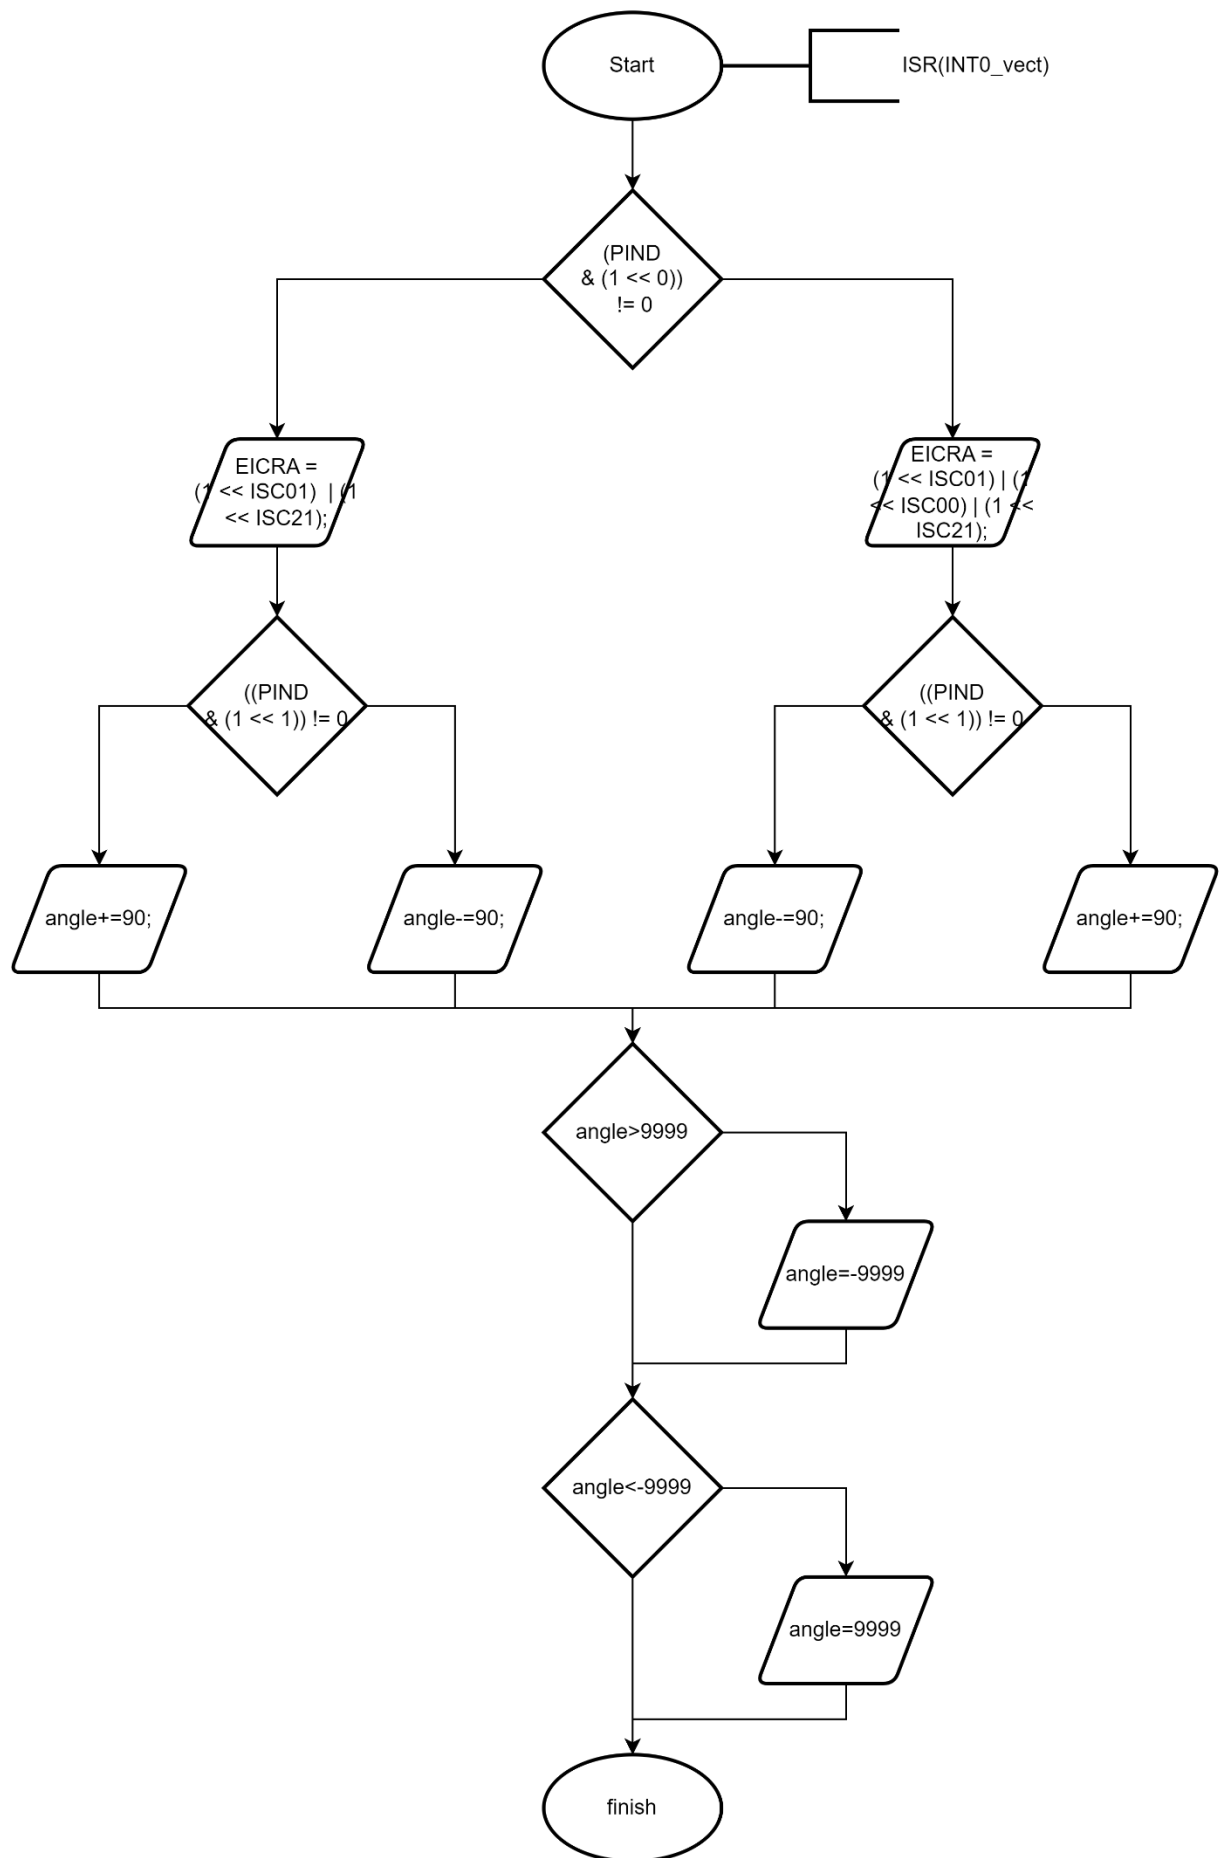 Start
ISR(INT0_vect)
(PIND
& (1 << 0))
!= 0
EICRA =
(1 << ISC01)  | (1
<< ISC21);
EICRA =
(1 << ISC01) | (1
<< ISC00) | (1 <<
ISC21);
((PIND
& (1 << 1)) != 0
((PIND
& (1 << 1)) != 0
angle+=90;
angle-=90;
angle-=90;
angle+=90;
angle>9999
angle=-9999
angle<-9999
angle=9999
finish